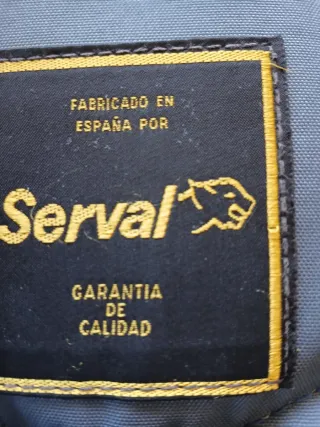 FABRICADO EN
ESPAÑA POR
Serval
GARANTIA
DE
CALIDAD